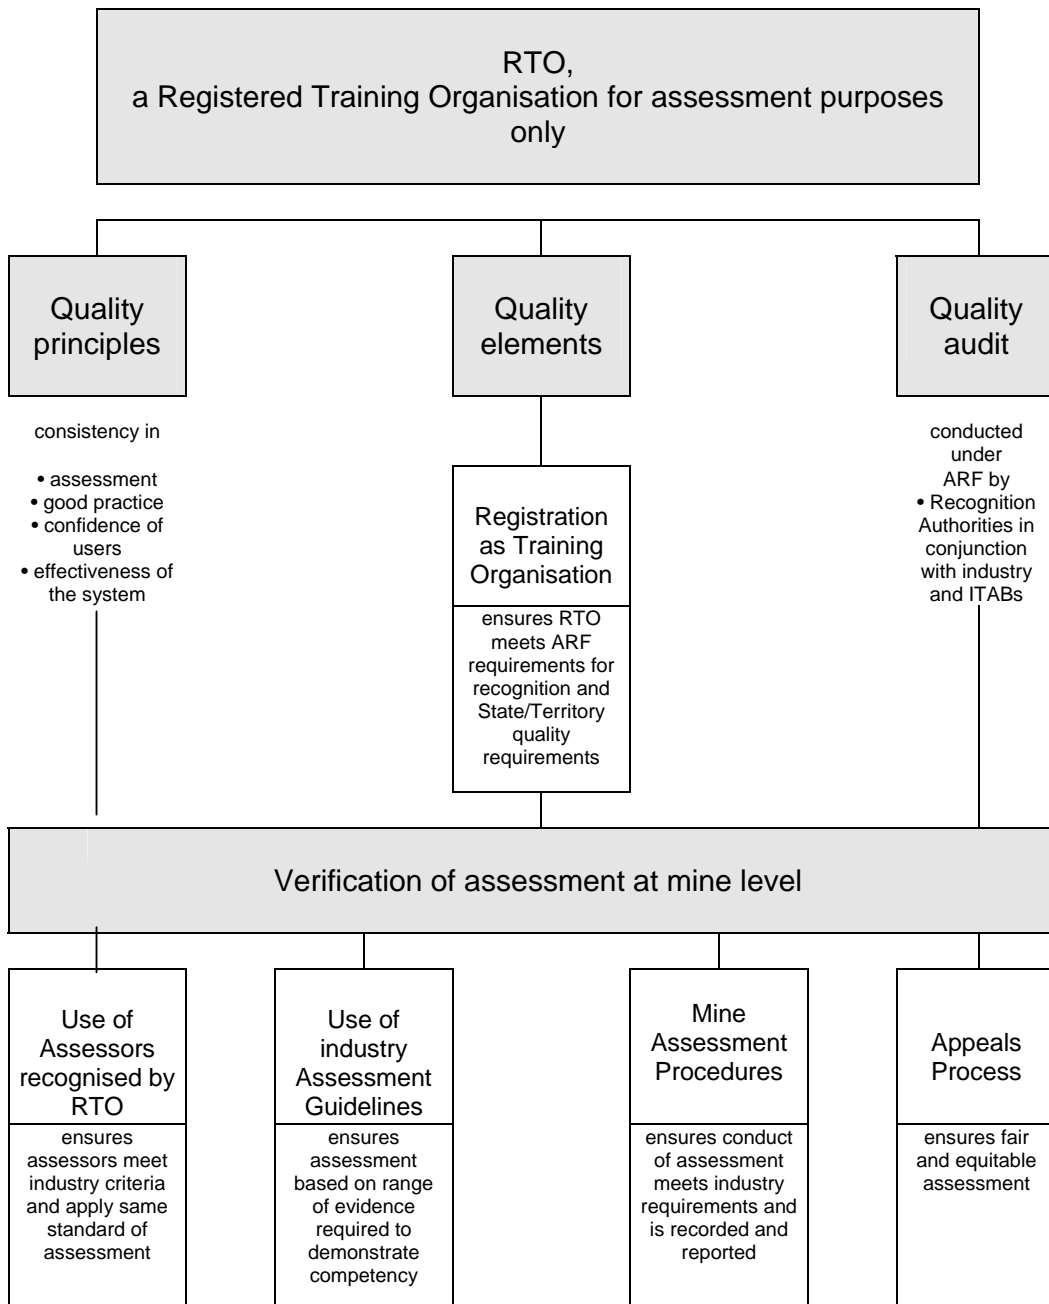 RTO,
a Registered Training Organisation for assessment purposes
only
Quality
principles
consistency in
• assessment
• good practice
• confidence of
users
• effectiveness of
the system
Quality
elements
Registration
as Training
Organisation
ensures RTO
meets ARF
requirements for
recognition and
State/Territory
quality
requirements
Quality
audit
conducted
under
ARF by
• Recognition
Authorities in
conjunction
with industry
and ITABs
Verification of assessment at mine level
Use of
Assessors
recognised by
RTO
ensures
assessors meet
industry criteria
and apply same
standard of
assessment
Use of
industry
Assessment
Guidelines
ensures
assessment
based on range
of evidence
required to
demonstrate
competency
Mine
Assessment
Procedures
ensures conduct
of assessment
meets industry
requirements and
is recorded and
reported
Appeals
Process
ensures fair
and equitable
assessment